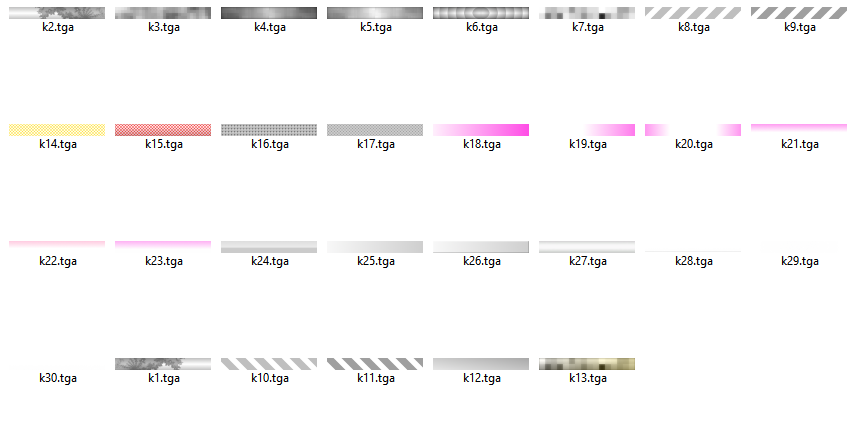 k2.tga k3.tga k4.tga k5.tga k6.tga k7.tga k8.tga k9.tga
k14.tga k15.tga k16.tga k17.tga k18.tga k19.tga k20.tga k21.tga
k22.tga k23.tga k24.tga k25.tga k26.tga k27.tga k28.tga k29.tga
k30.tga k1.tga k10.tga k11.tga k12.tga k13.tga